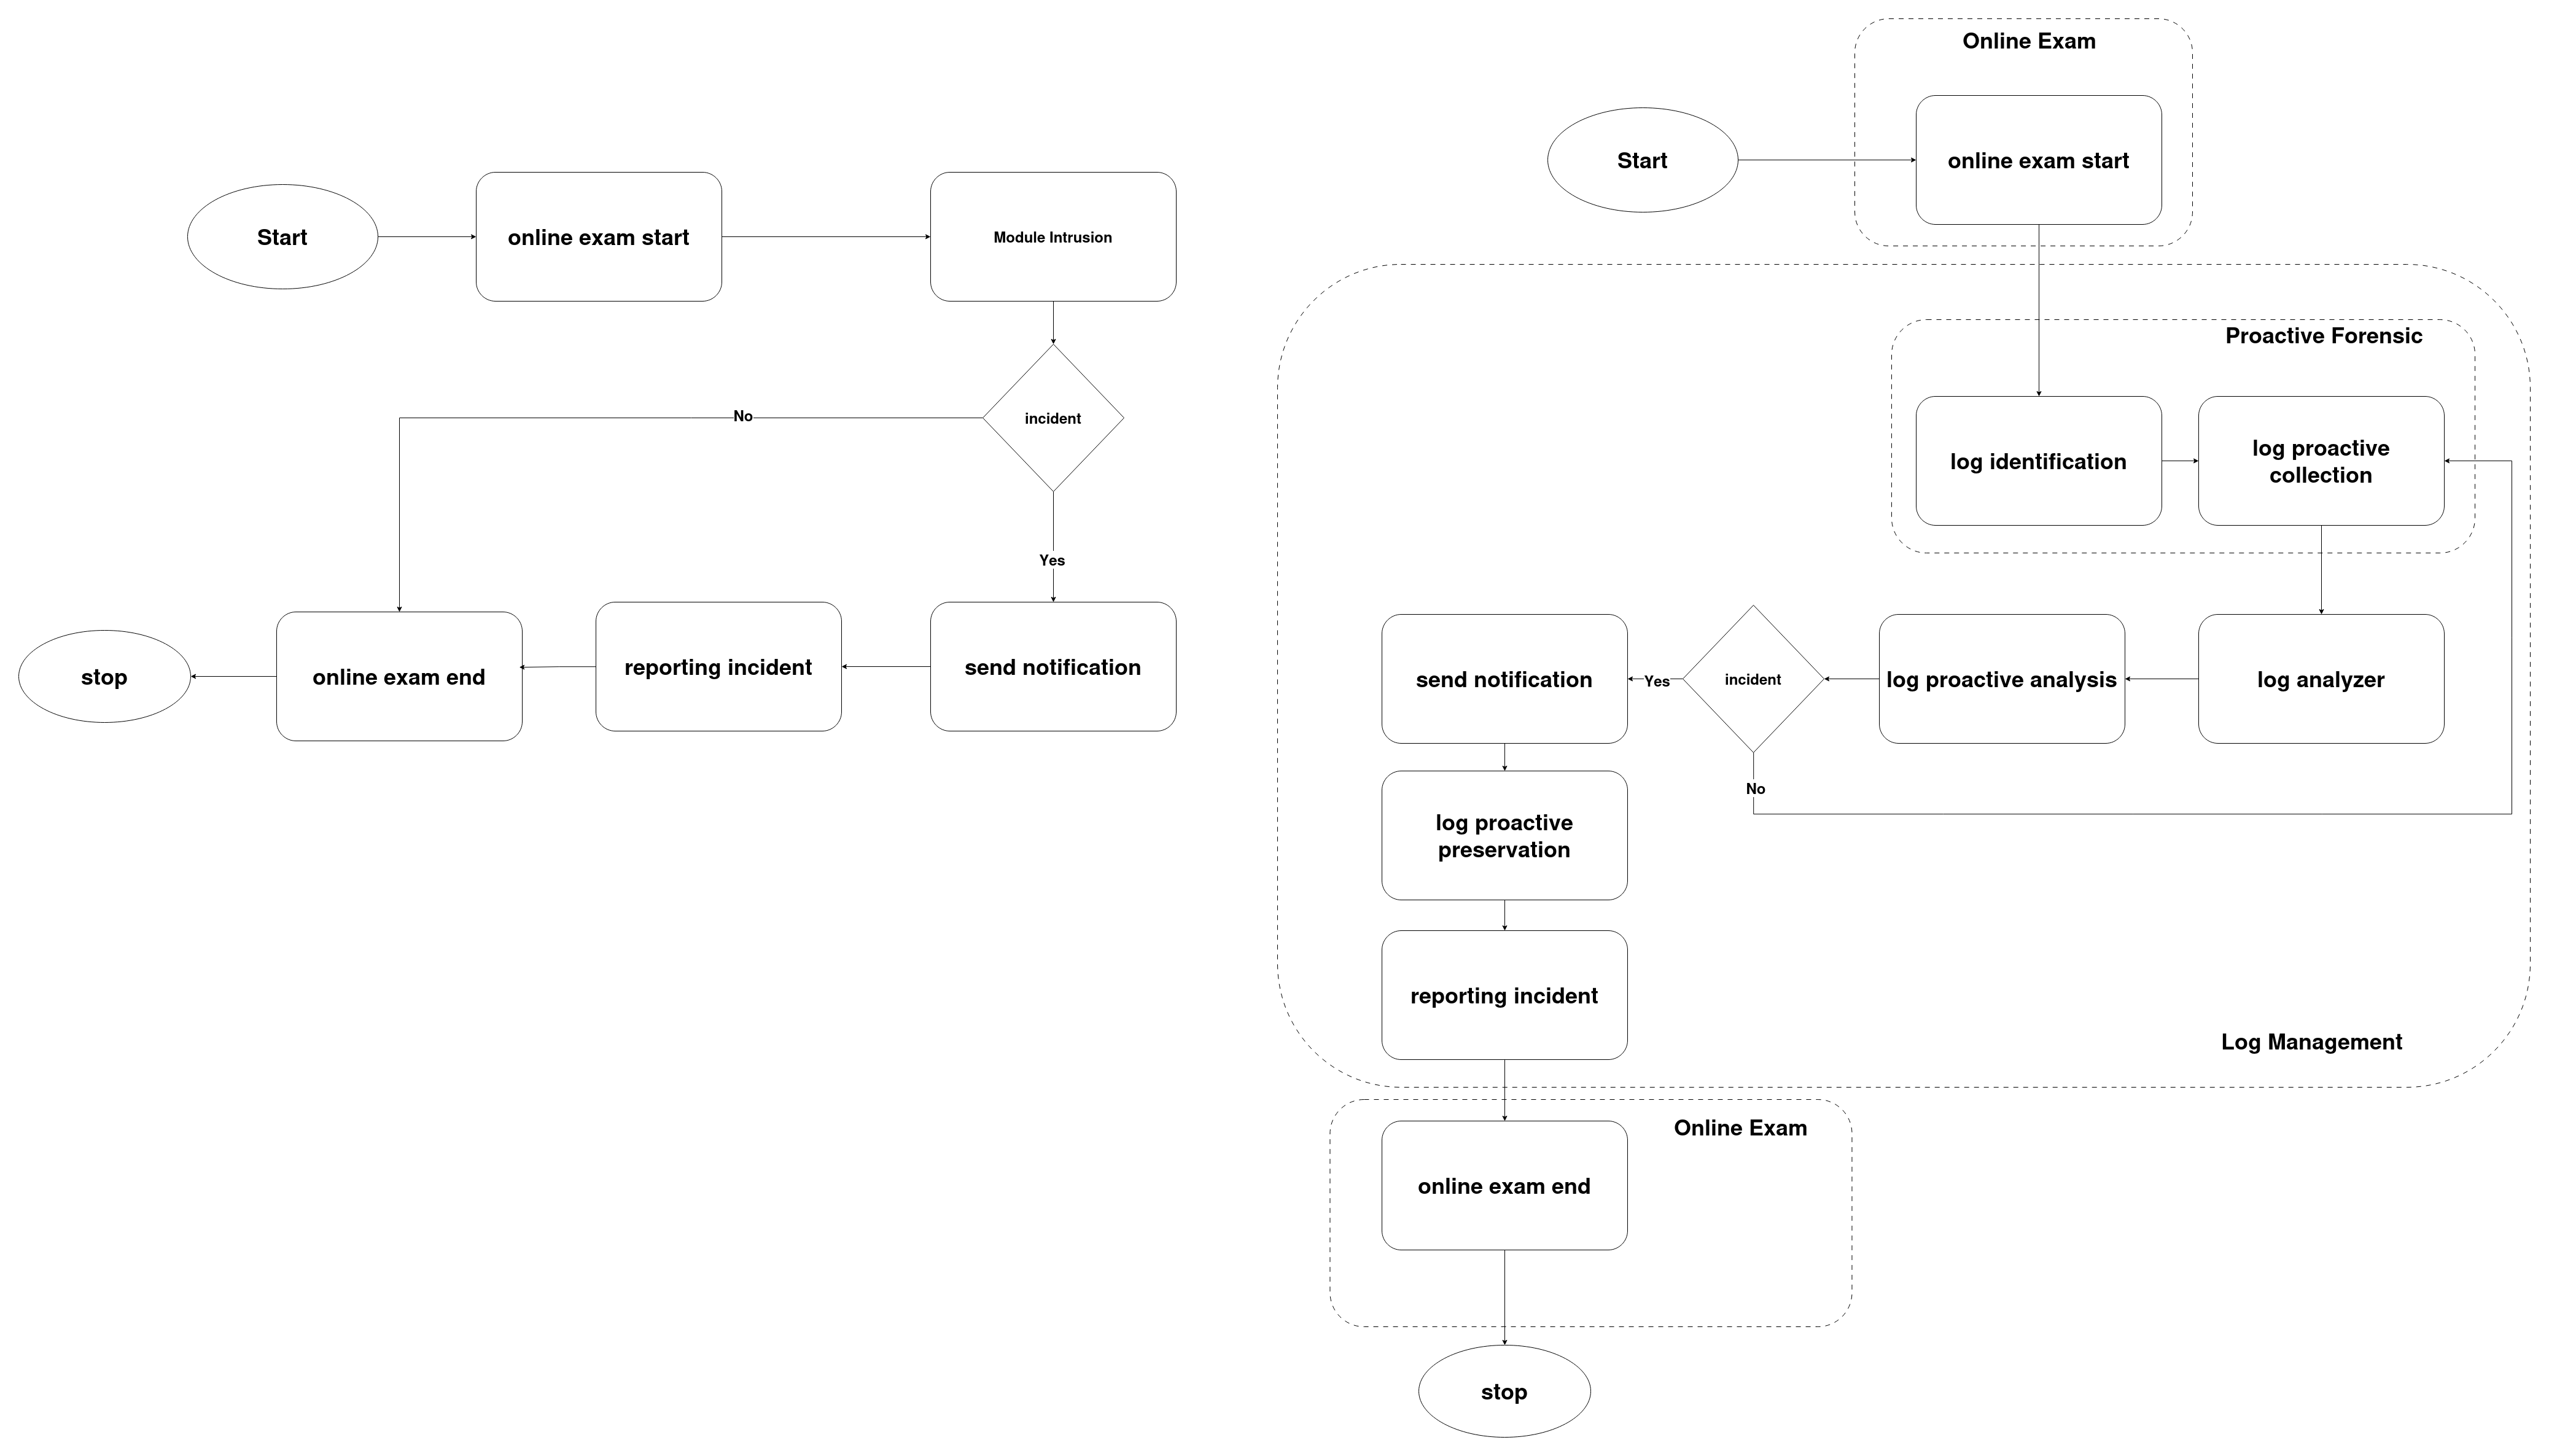 Start
online exam start
Module Intrusion
incident
No
Yes
send notification
reporting incident
online exam end
stop
Online Exam
Start
online exam start
Proactive Forensic
log identification
log proactive
collection
log analyzer
log proactive analysis
incident
Yes
No
send notification
log proactive
preservation
reporting incident
Log Management
Online Exam
online exam end
stop